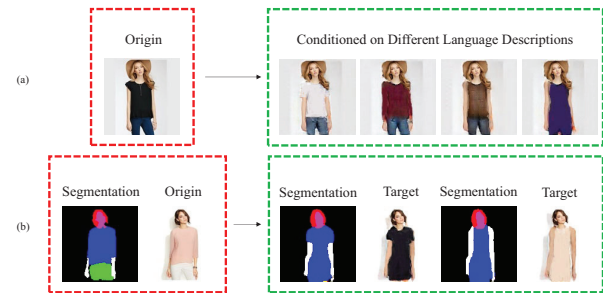 Origin
Conditioned on Different Language Descriptions
(a)
Segmentation Origin
Segmentation Target Segmentation Target
(b)